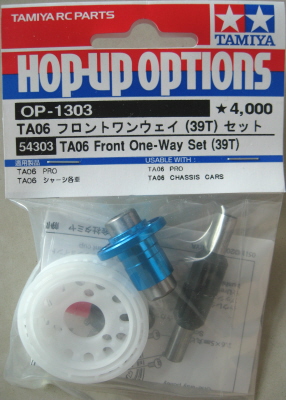 TAMIYA RC PARTS
TAMIYA
HOP-UP OPTIONS
OP-1303
★4,000
TA06 フロントワンウェイ (39T) セット
54303 TA06 Front One-Way Set (39T)
適用製品
USABLE WITH :
TA06 PRO
TA06 PRO
TA06 シャーシ各車
TA06 CHASSIS CARS